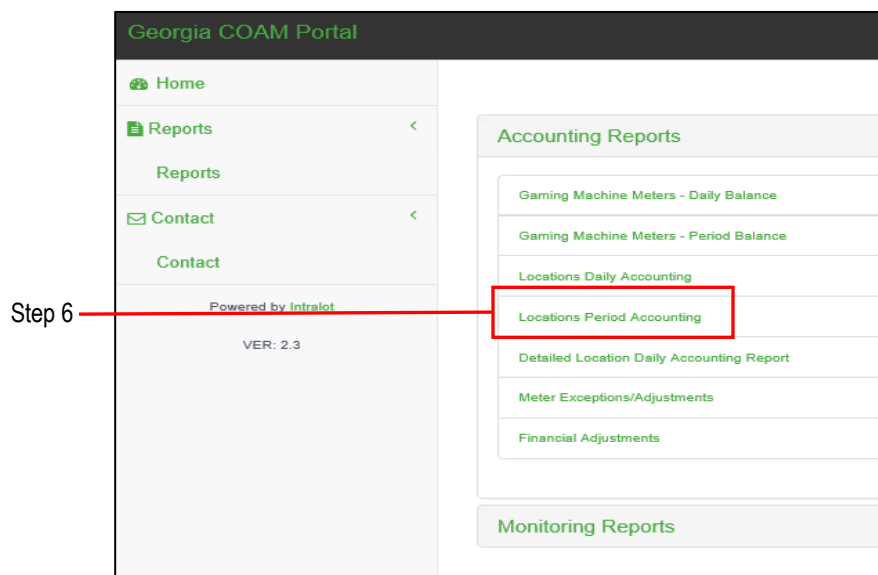 Georgia COAM Portal
Home
Reports
Reports
Contact
Contact
Powered by Intralot
VER: 2.3
Step 6
Accounting Reports
Gaming Machine Meters - Daily Balance
Gaming Machine Meters - Period Balance
Locations Daily Accounting
Locations Period Accounting
Detailed Location Daily Accounting Report
Meter Exceptions/Adjustments
Financial Adjustments
Monitoring Reports